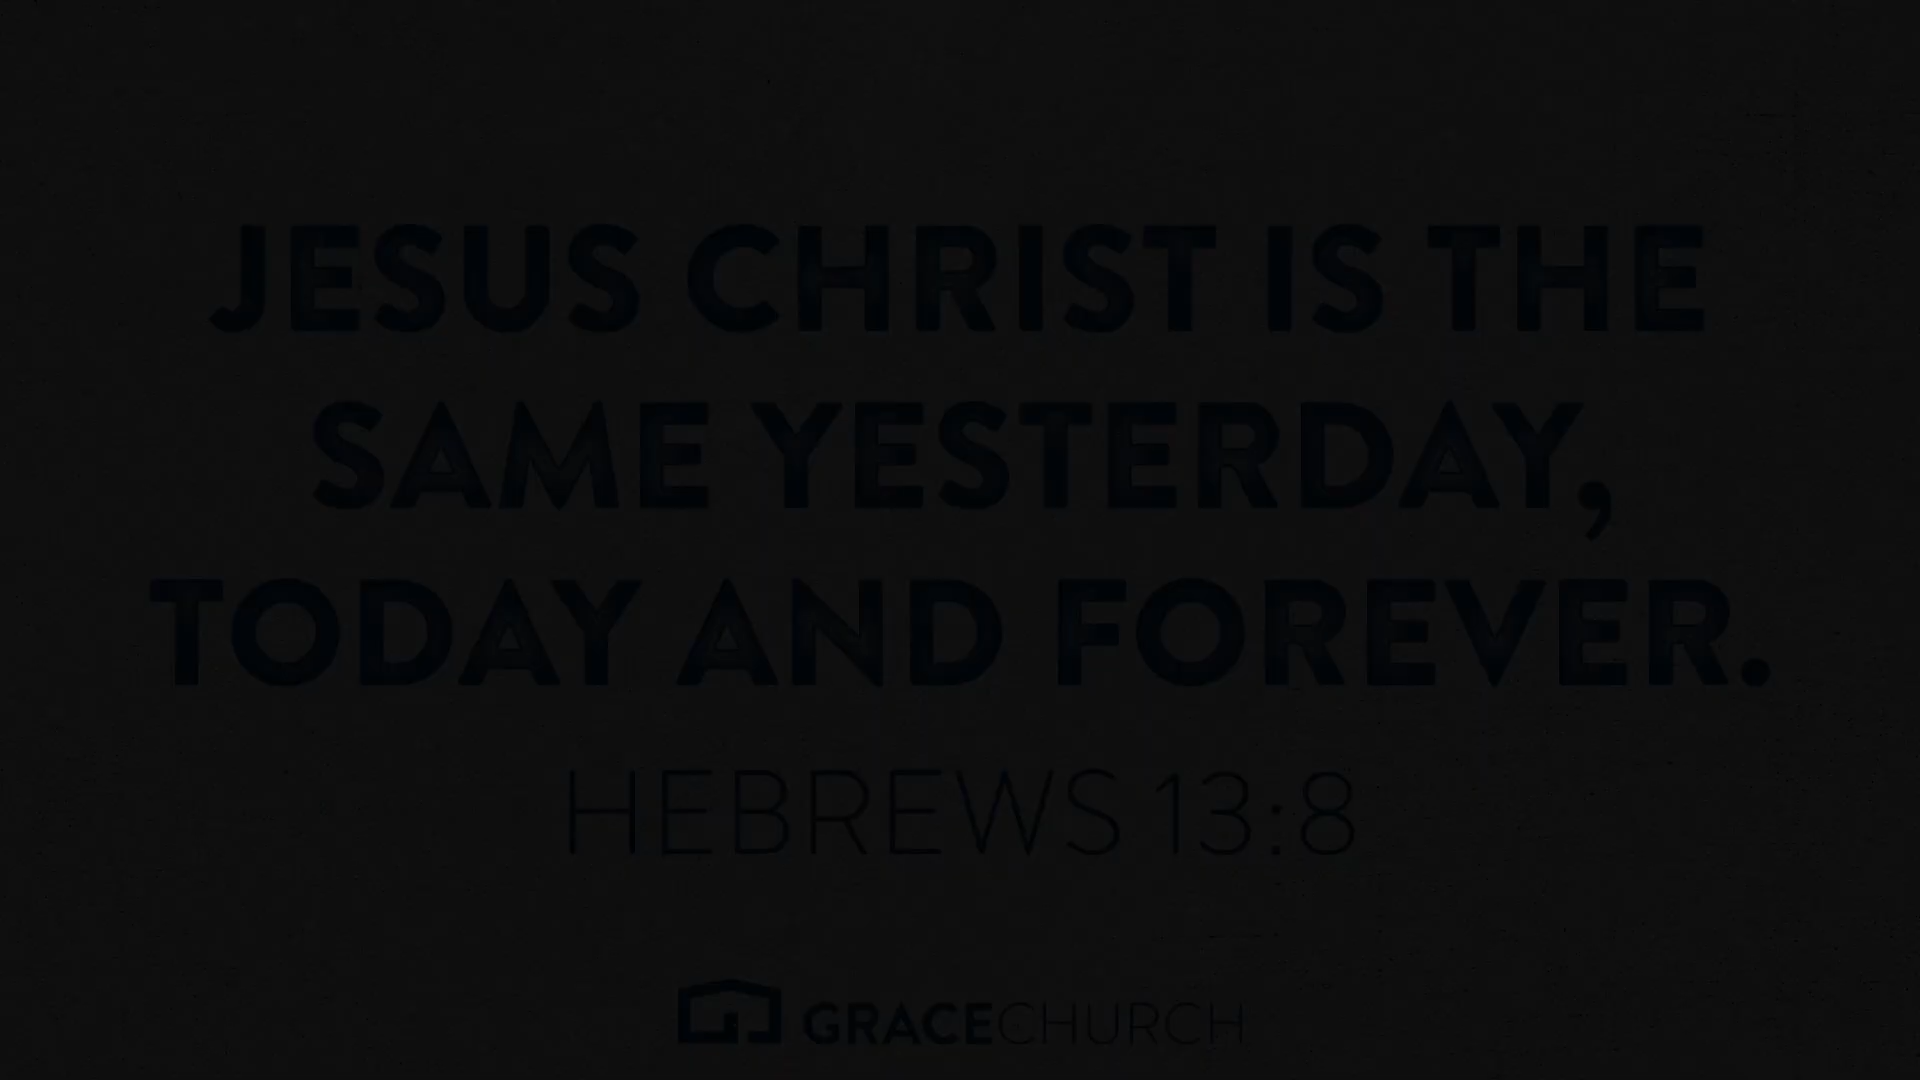 JESUS CHRIST IS THE
SAME YESTERDAY,
TODAY AND FOREVER.
HEBREWS 13:8
GRACECHURCH